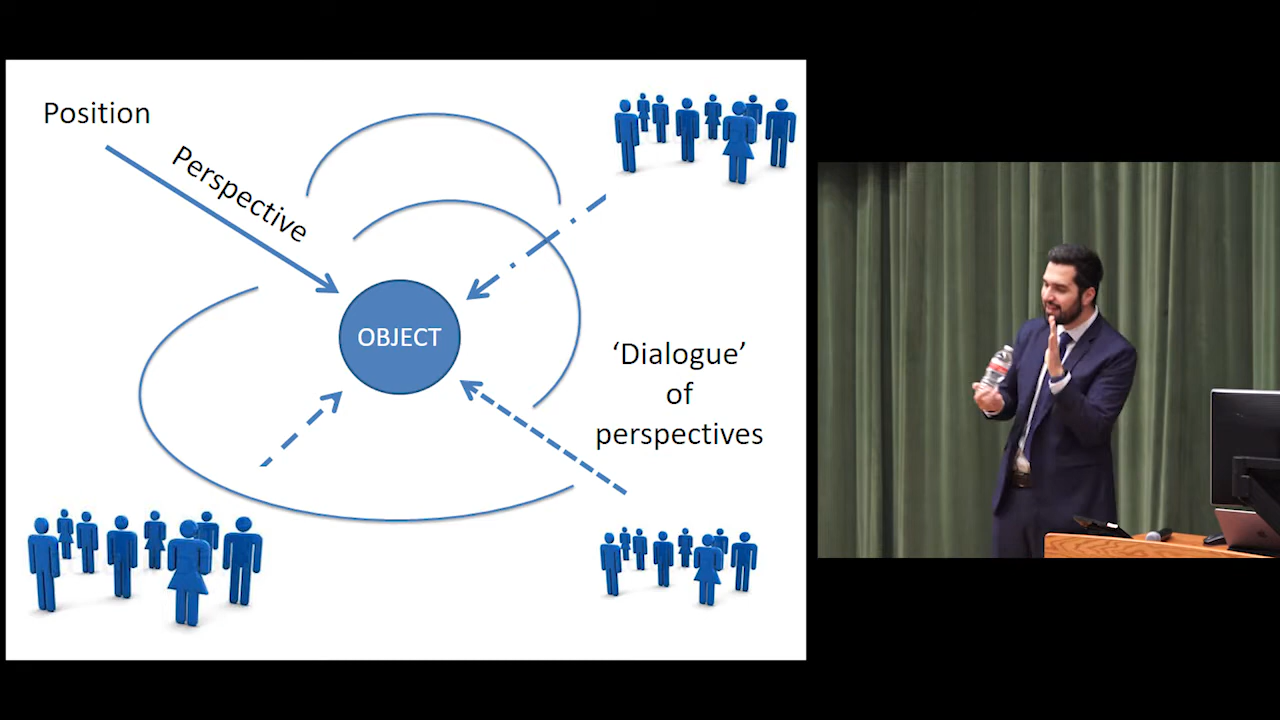 Position
Perspective
OBJECT
‘Dialogue’
of
perspectives